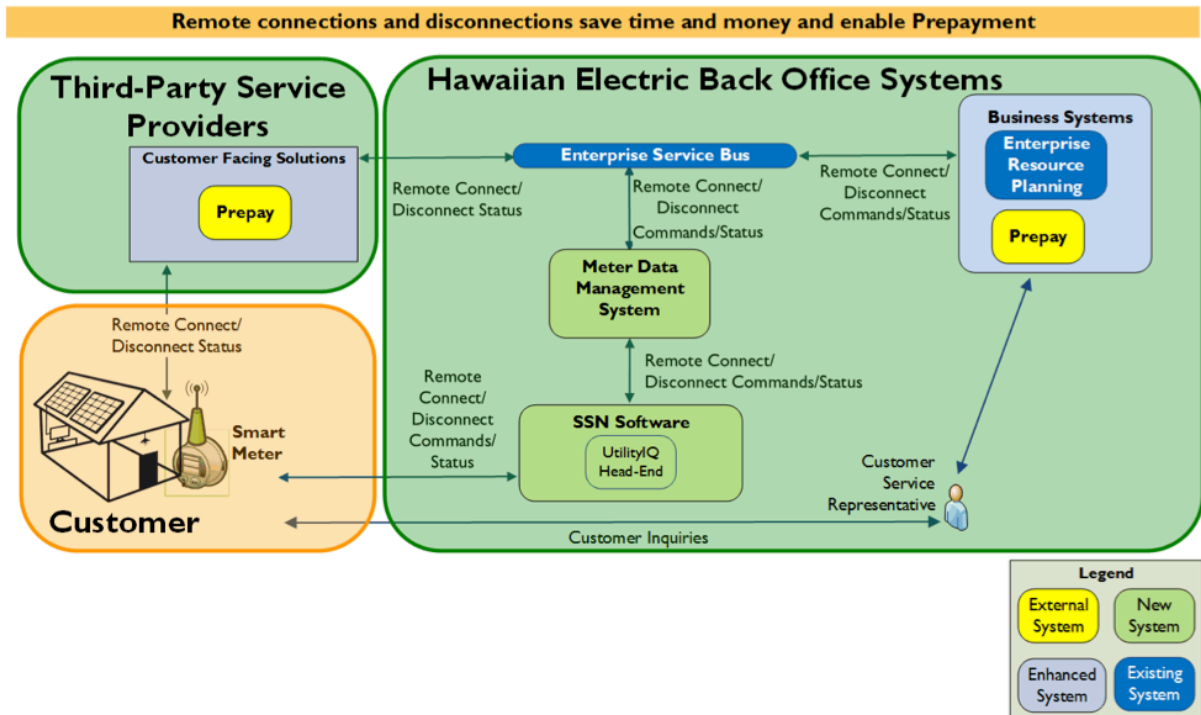 Remote connections and disconnections save time and money and enable Prepayment
Third-Party Service
Providers
Customer Facing Solutions
Prepay
Remote Connect/
Disconnect Status
Customer
Smart
Meter
Hawaiian Electric Back Office Systems
Enterprise Service Bus
Remote Connect/
Disconnect Status
Remote Connect/
Disconnect
Commands/Status
Remote Connect/
Disconnect
Commands/Status
Business Systems
Enterprise
Resource
Planning
Prepay
Meter Data
Management
System
Remote Connect/
Disconnect Commands/Status
Remote
Connect/
Disconnect
Commands/
Status
SSN Software
UtilityIQ
Head-End
Customer
Service
Representative
Customer Inquiries
Legend
External
System
New
System
Enhanced
System
Existing
System